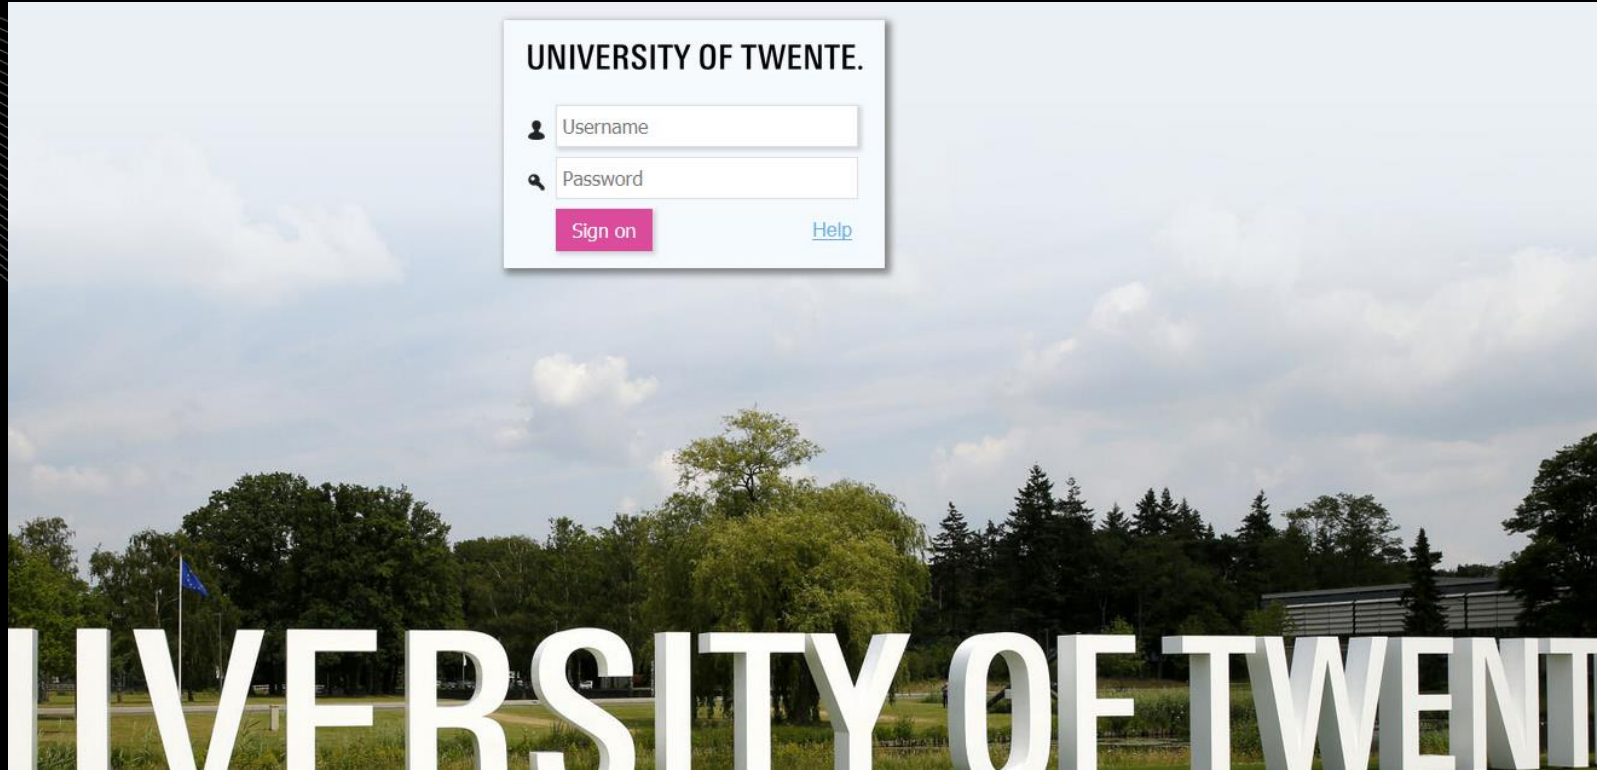 UNIVERSITY OF TWENTE.
Username
Password
Sign on
Help
IVERSITY OF TWENT